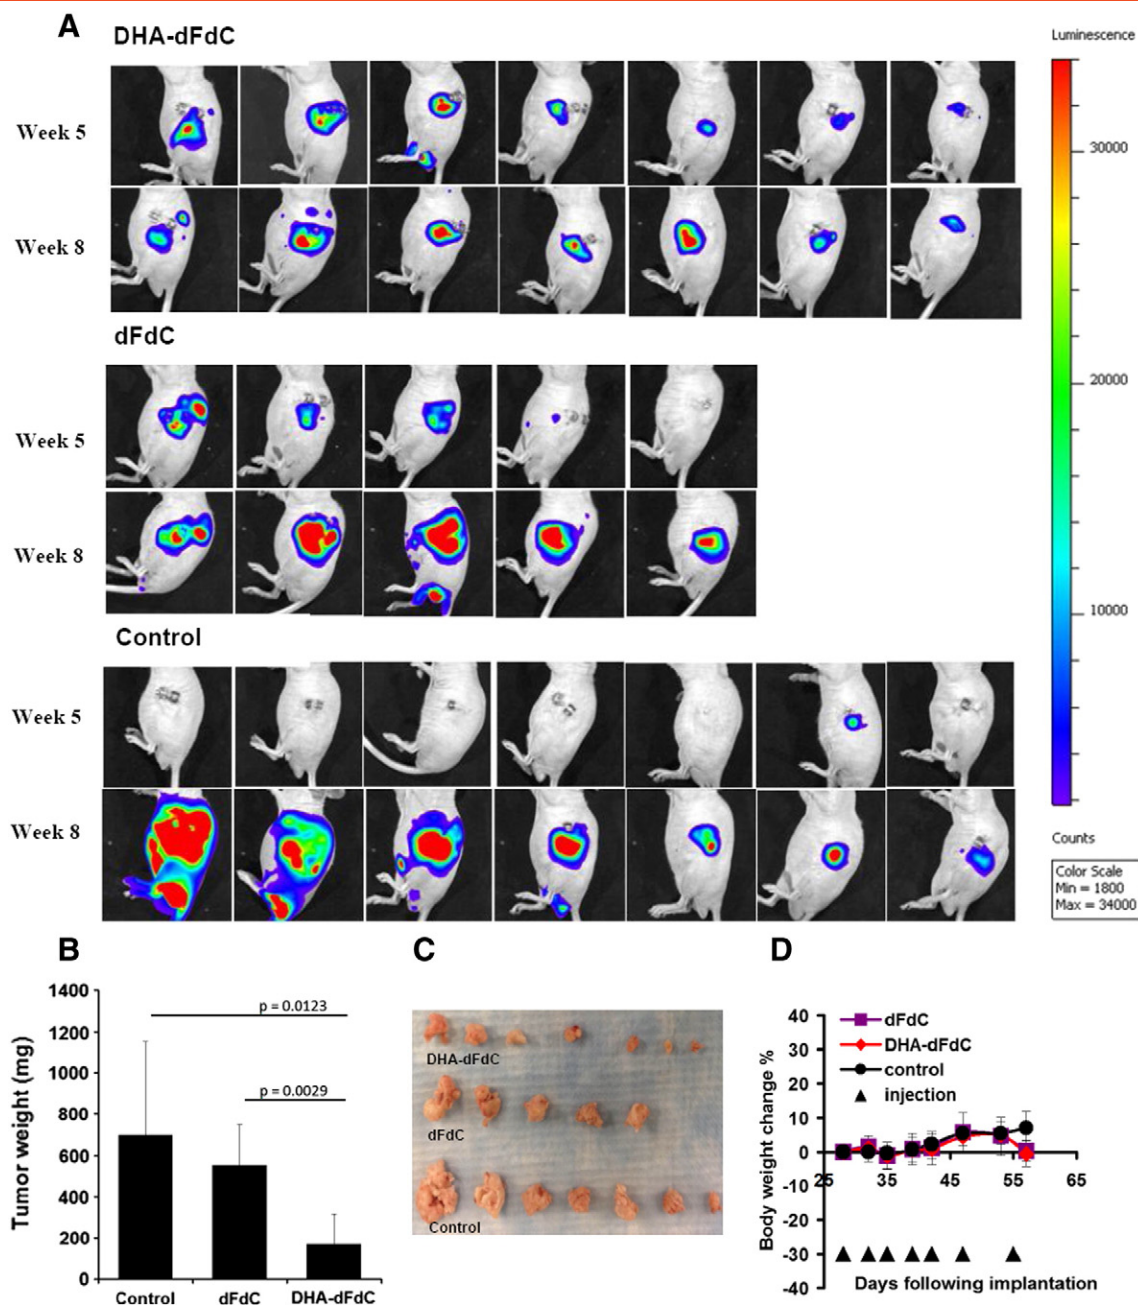 A
DHA-dFdC
Luminescence
Week 5
30000
Week 8
dFdC
20000
Week 5
Week 8
10000
Control
Week 5
Week 8
Counts
Color Scale
Min = 1800
Max = 34000
B
C
D
1400
1200
1000
800
600
400
200
0
Tumor weight (mg)
p = 0.0123
p = 0.0029
Control
dFdC
DHA-dFdC
DHA-dFdC
dFdC
Control
40
30
20
10
0
-10
-20
-30
-40
Body weight change %
dFdC
DHA-dFdC
control
injection
25
35
45
55
65
Days following implantation